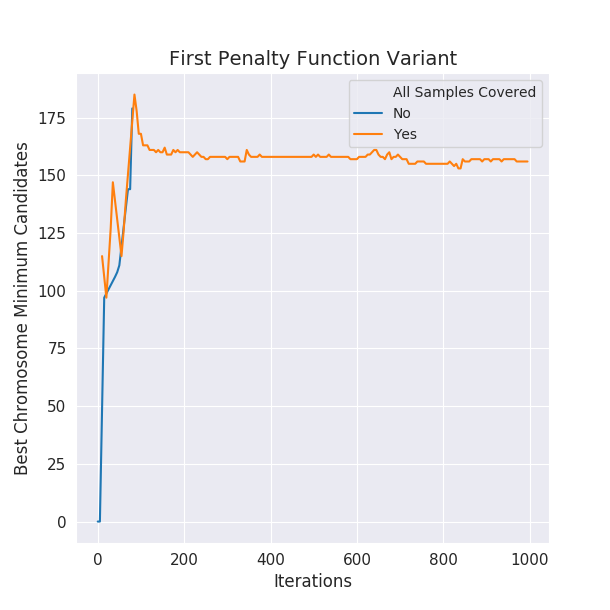 First Penalty Function Variant
All Samples Covered
No
Yes
Best Chromosome Minimum Candidates
175
150
125
100
75
50
25
0
0 200 400 600 800 1000
Iterations